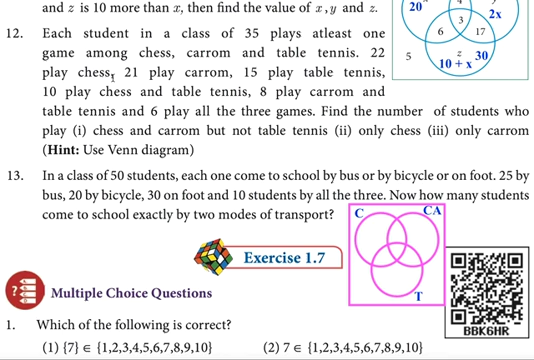 and z is 10 more than x, then find the value of x, y and z.
20
3
2x
6
17
5
z
30
10 + x
12. Each student in a class of 35 plays atleast one
game among chess, carrom and table tennis. 22
play chess, 21 play carrom, 15 play table tennis,
10 play chess and table tennis, 8 play carrom and
table tennis and 6 play all the three games. Find the number of students who
play (i) chess and carrom but not table tennis (ii) only chess (iii) only carrom
(Hint: Use Venn diagram)
13. In a class of 50 students, each one come to school by bus or by bicycle or on foot. 25 by
bus, 20 by bicycle, 30 on foot and 10 students by all the three. Now how many students
come to school exactly by two modes of transport?
C
CA
T
Exercise 1.7
?
Multiple Choice Questions
BBK6HR
1. Which of the following is correct?
(1) {7} ∈ {1,2,3,4,5,6,7,8,9,10}
(2) 7 ∈ {1,2,3,4,5,6,7,8,9,10}